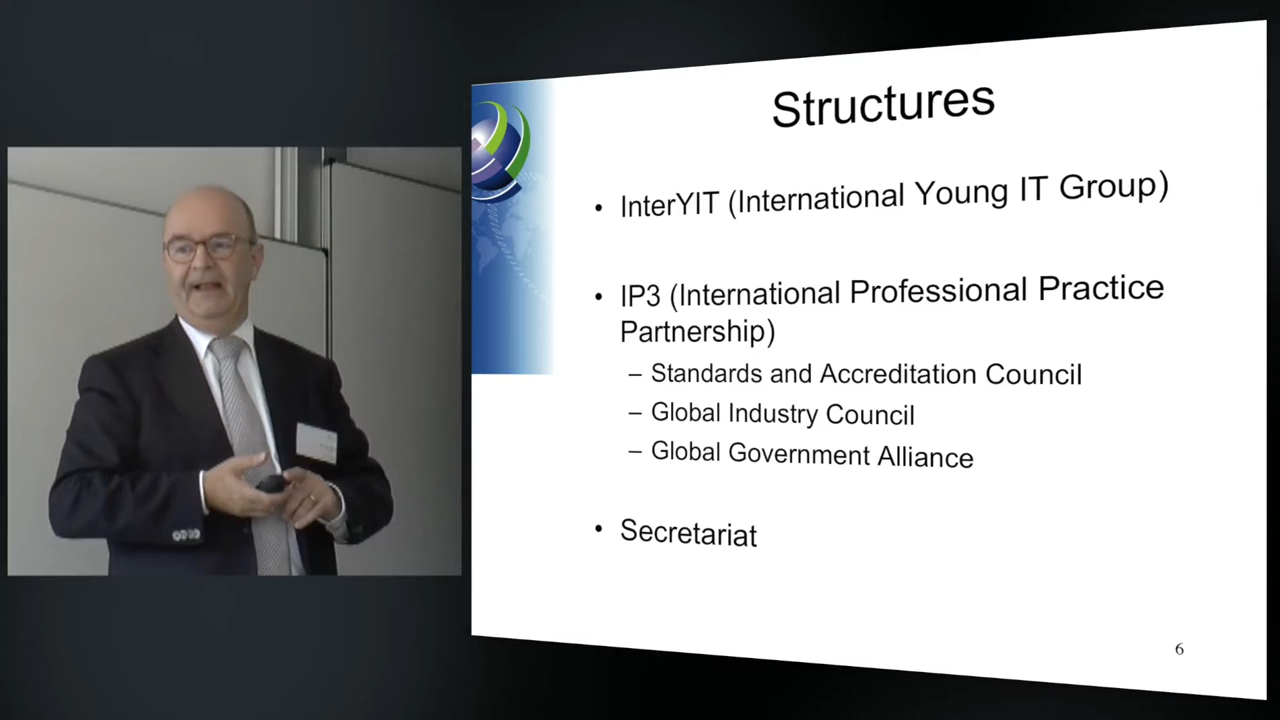 Structures
• InterYIT (International Young IT Group)
• IP3 (International Professional Practice
Partnership)
– Standards and Accreditation Council
– Global Industry Council
– Global Government Alliance
• Secretariat
6